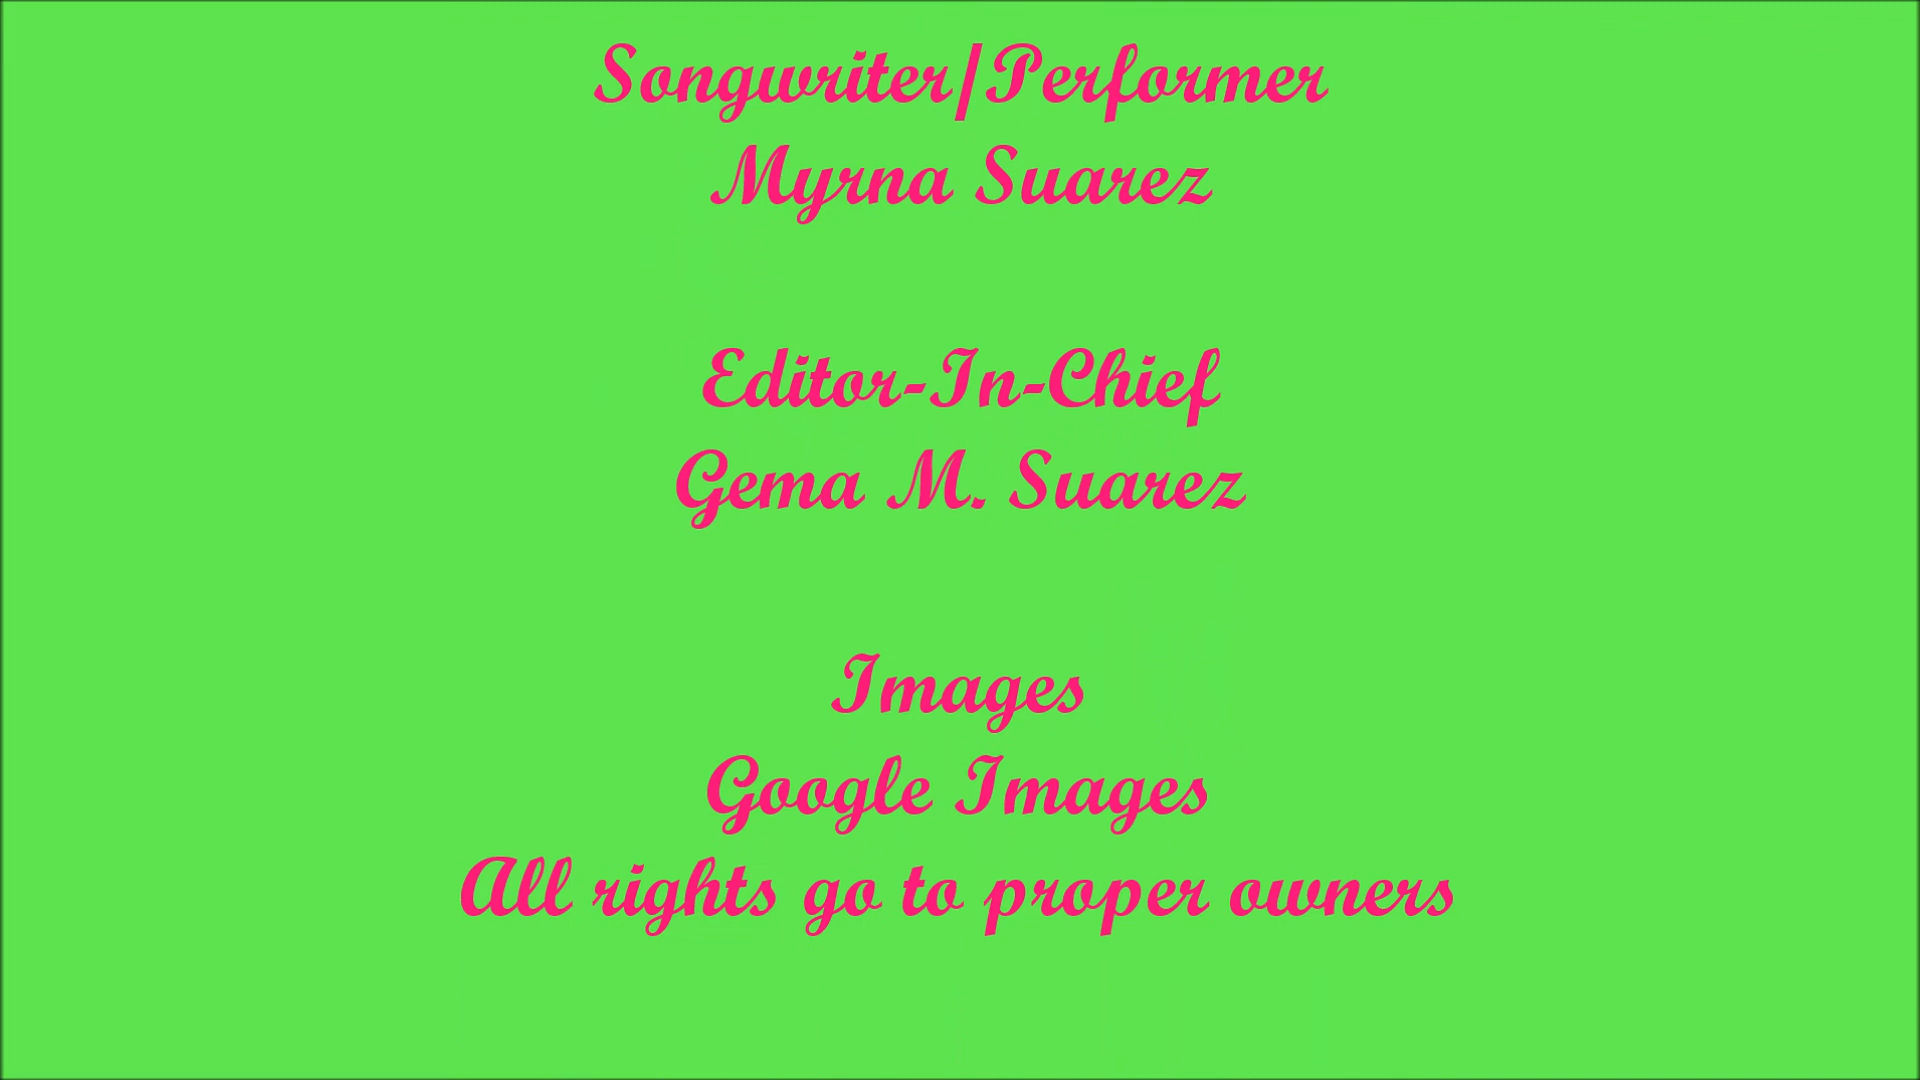 Songwriter/Performer
Myrna Suarez
Editor-In-Chief
Gema M. Suarez
Images
Google Images
All rights go to proper owners